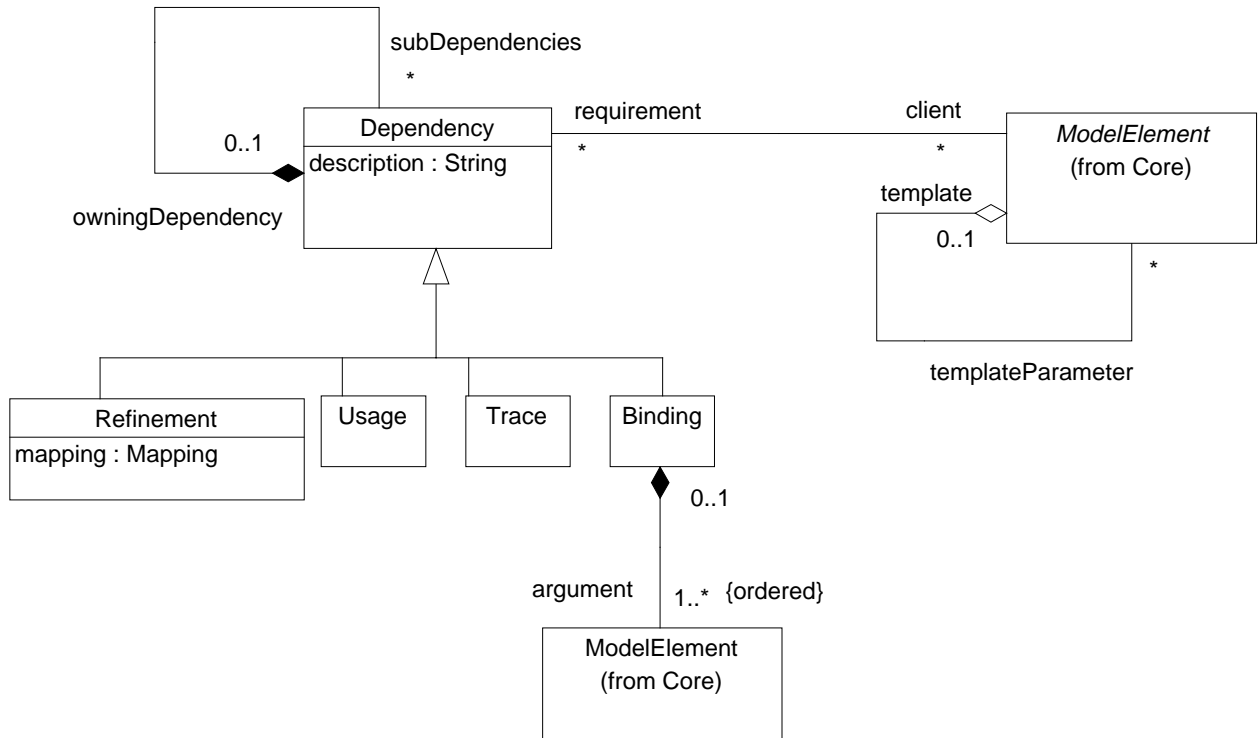 subDependencies
*
requirement
client
Dependency
ModelElement
0..1
*
*
description : String
(from Core)
template
owningDependency
0..1
*
templateParameter
Refinement
Usage
Trace
Binding
mapping : Mapping
0..1
argument
1..*
{ordered}
ModelElement
(from Core)